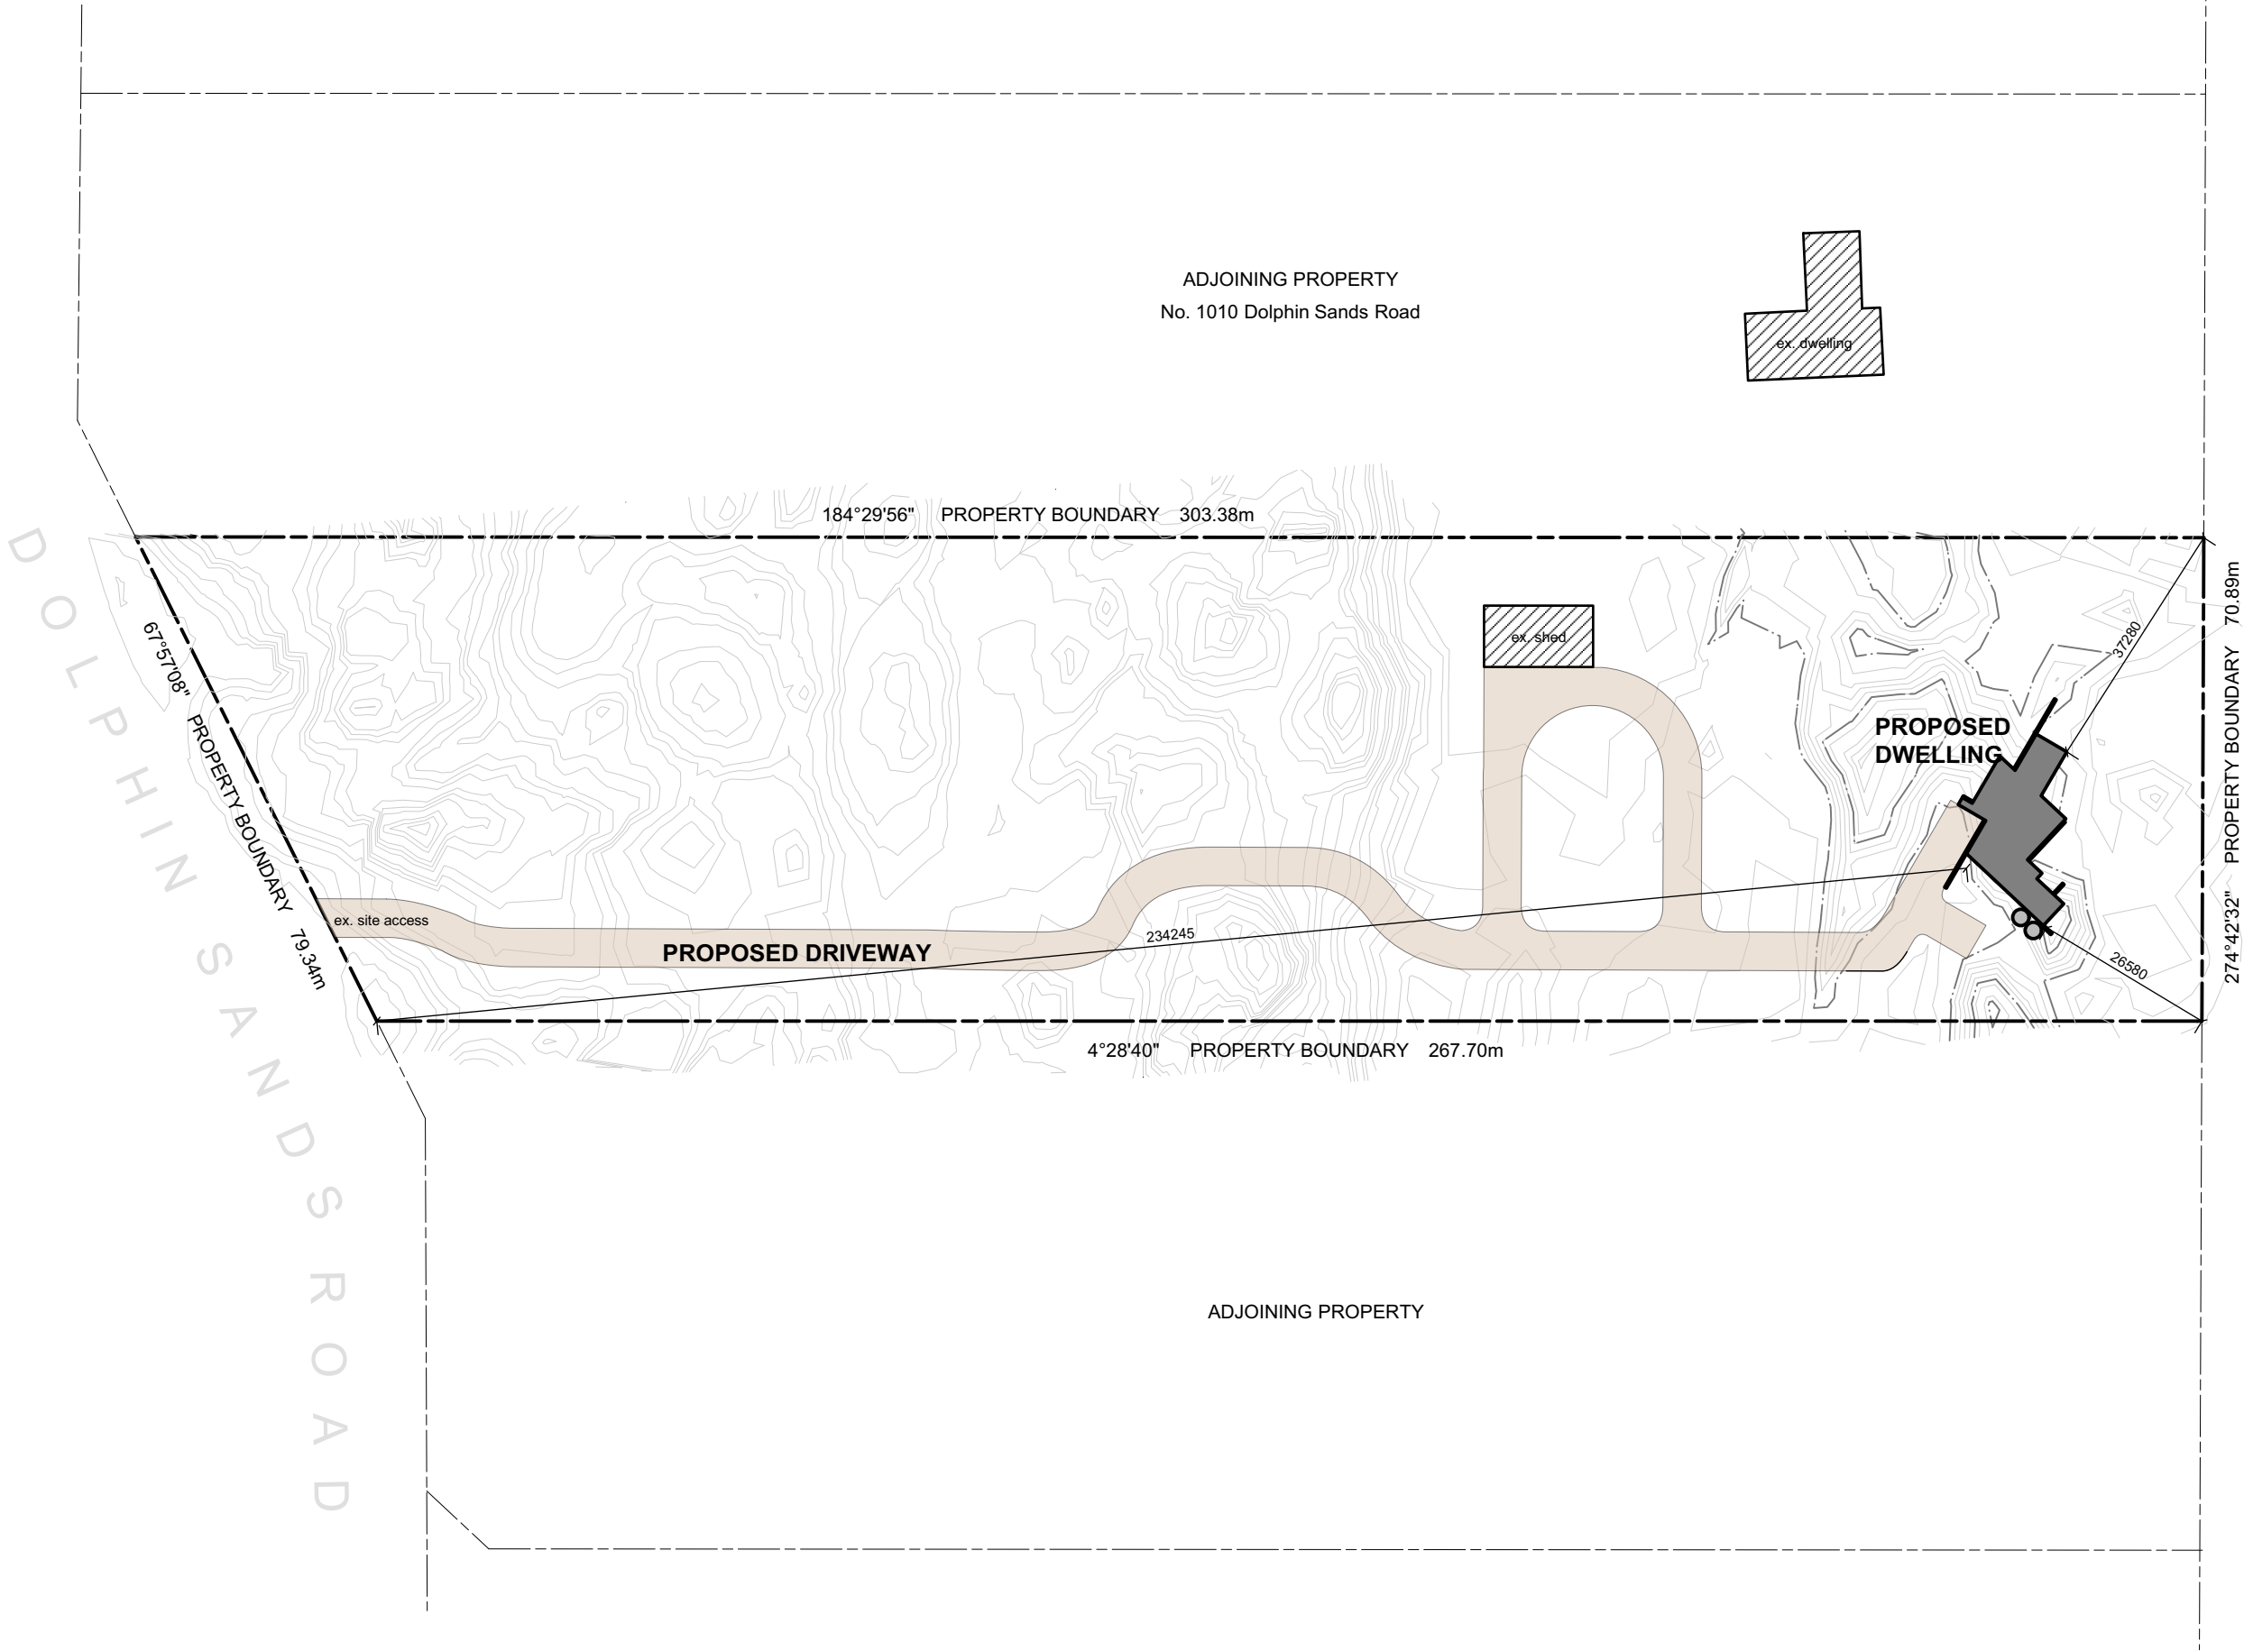 ADJOINING PROPERTY
No. 1010 Dolphin Sands Road
ex. dwelling
184°29'56" PROPERTY BOUNDARY 303.38m
67°57'08" PROPERTY BOUNDARY 79.34m
DOLPHIN SANDS ROAD
ex. shed
37280
274°42'32" PROPERTY BOUNDARY 70.89m
PROPOSED
DWELLING
ex. site access
PROPOSED DRIVEWAY
234245
26580
4°28'40" PROPERTY BOUNDARY 267.70m
ADJOINING PROPERTY